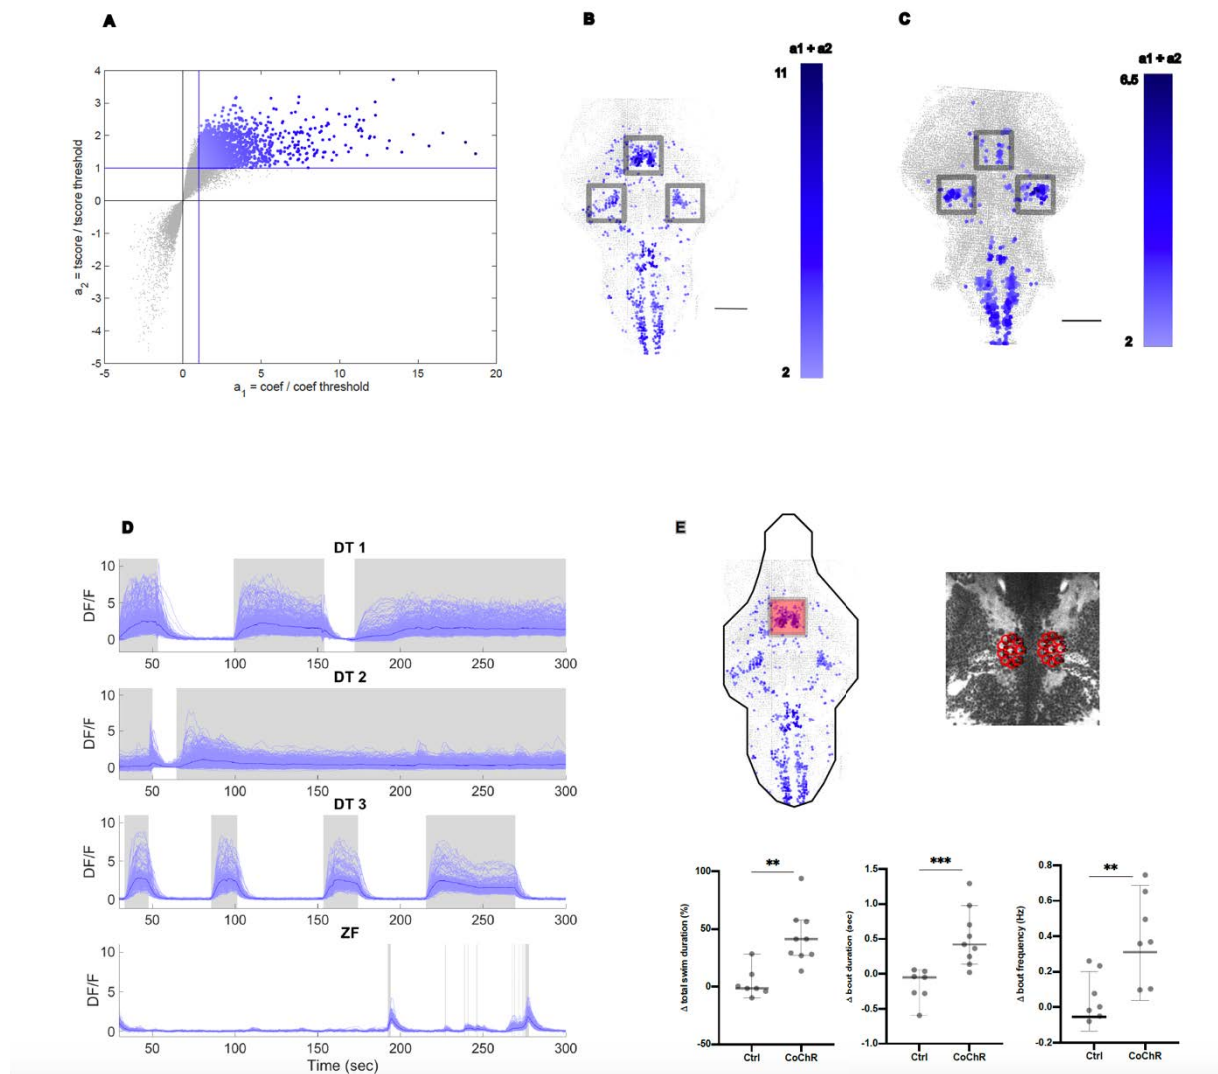 A
4
3
2
1
0
-1
-2
-3
-4
-5
-5 0 5 10 15 20
a2 = tscore / tscore threshold
a1 = coef / coef threshold
B
a1 + a2
11
2
C
a1 + a2
6.5
2
D
DT 1
10
5
0
DF/F
50 100 150 200 250 300
DT 2
10
5
0
DF/F
50 100 150 200 250 300
DT 3
10
5
0
DF/F
50 100 150 200 250 300
ZF
10
5
0
DF/F
50 100 150 200 250 300
Time (sec)
E
**
100
50
0
-50
Δ total swim duration (%)
Ctrl CoChR
***
1.5
1.0
0.5
0.0
-0.5
-1.0
Δ bout duration (sec)
Ctrl CoChR
**
0.8
0.6
0.4
0.2
0.0
-0.2
Δ bout frequency (Hz)
Ctrl CoChR